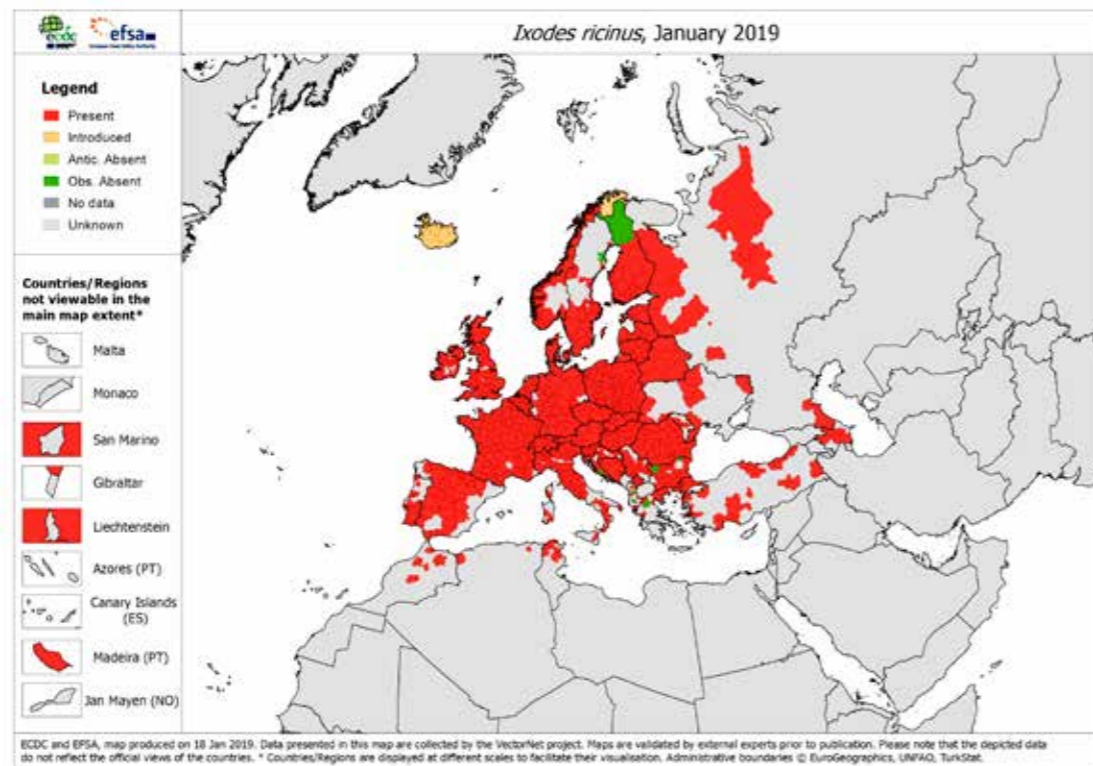 ecdc
efsa
European Food Safety Authority
Ixodes ricinus, January 2019
Legend
Present
Introduced
Antic. Absent
Obs. Absent
No data
Unknown
Countries/Regions
not viewable in the
main map extent*
Malta
Monaco
San Marino
Gibraltar
Liechtenstein
Azores (PT)
Canary Islands
(ES)
Madeira (PT)
Jan Mayen (NO)
ECDC and EFSA, map produced on 18 Jan 2019. Data presented in this map are collected by the VectorNet project. Maps are validated by external experts prior to publication. Please note that the depicted data
do not reflect the official views of the countries. * Countries/Regions are displayed at different scales to facilitate their visualisation. Administrative boundaries © EuroGeographics, UNFAO, TurkStat.